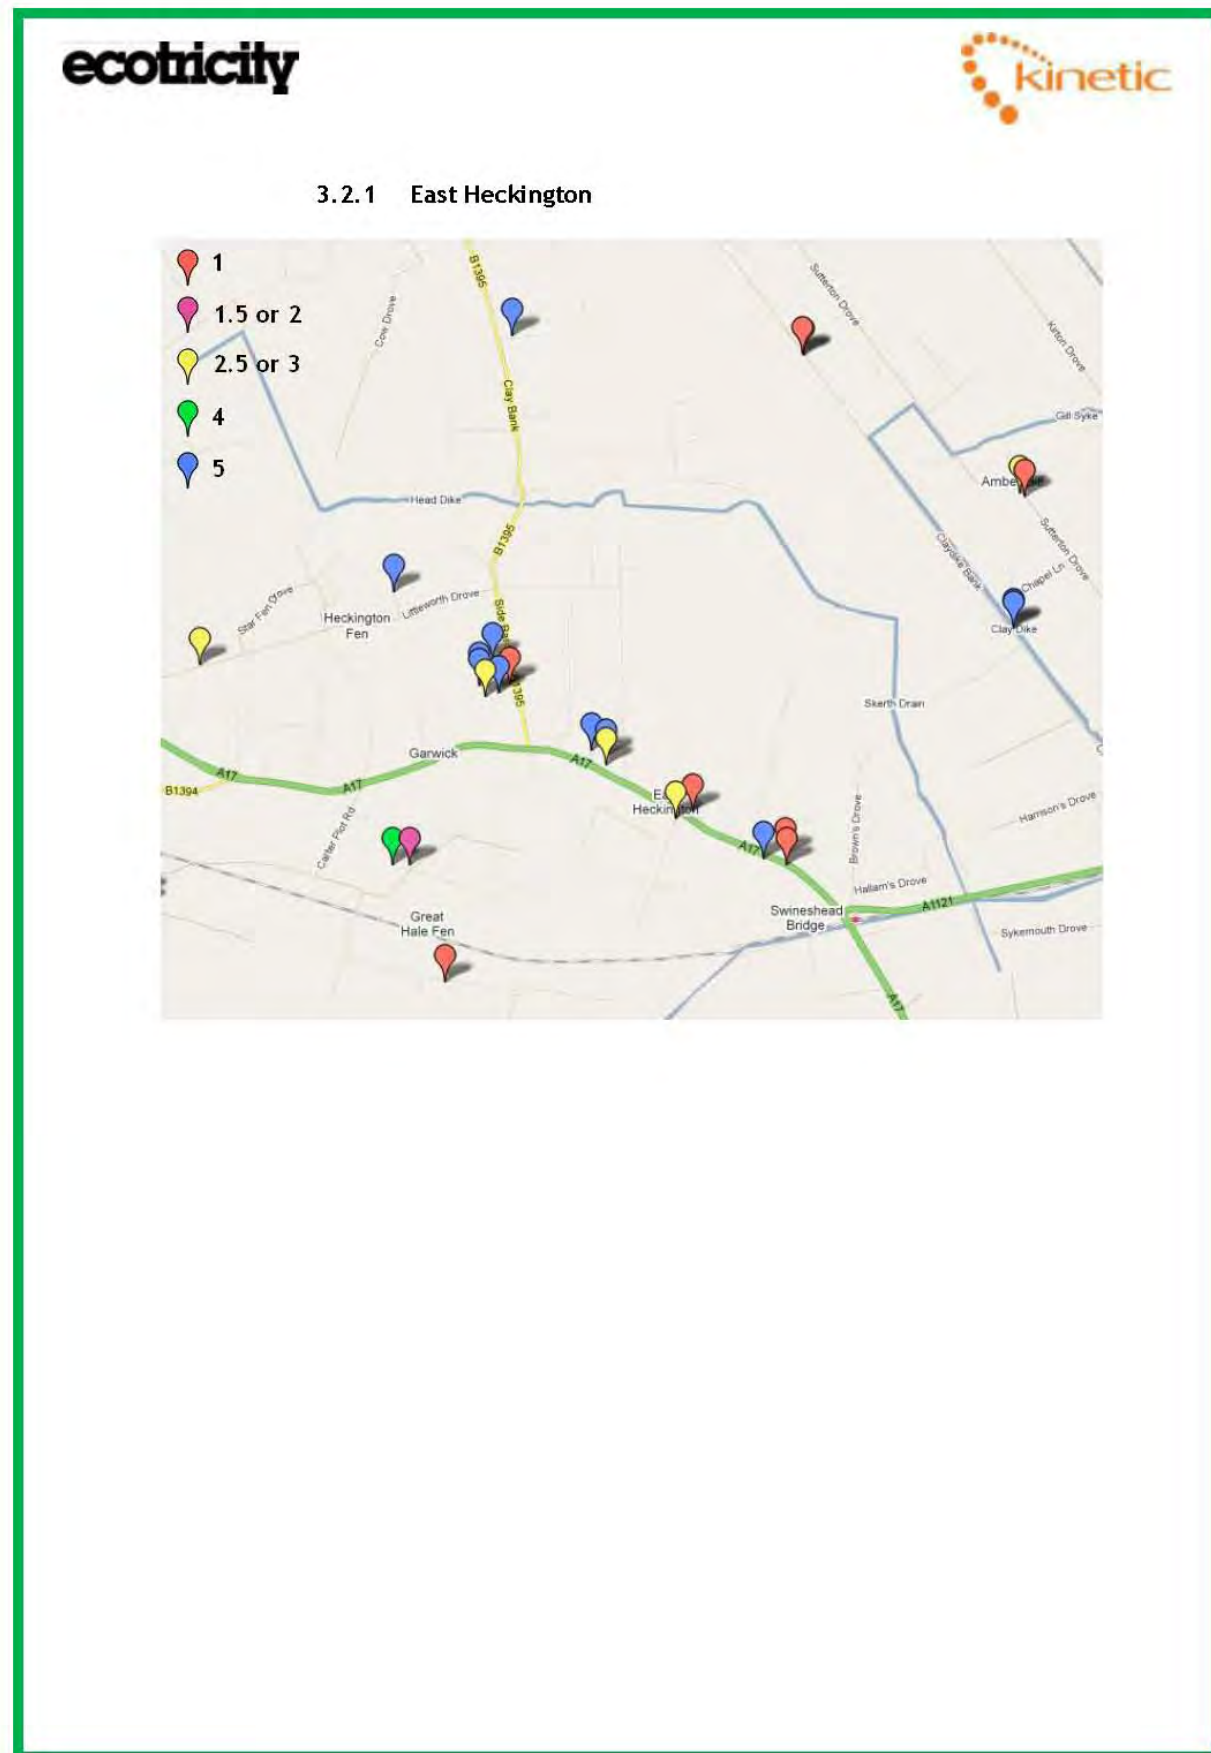 ecotricity
kinetic
3.2.1 East Heckington
1
1.5 or 2
2.5 or 3
4
5
B1395
Cow Drove
Sutterton Drove
Kirton Drove
Clay Bank
Gill Syke
Head Dike
B1395
Claydike Bank
Sutterton Drove
Chapel Ln
Star Fen Drove
Littleworth Drove
Heckington
Fen
Clay Dike
Skerth Drain
Garwick
A17
A17
A17
B1394
Carter Plot Rd
Brown's Drove
Harrison's Drove
A17
Hallam's Drove
A1121
Great
Hale Fen
Swineshead
Bridge
Sykemouth Drove
A17